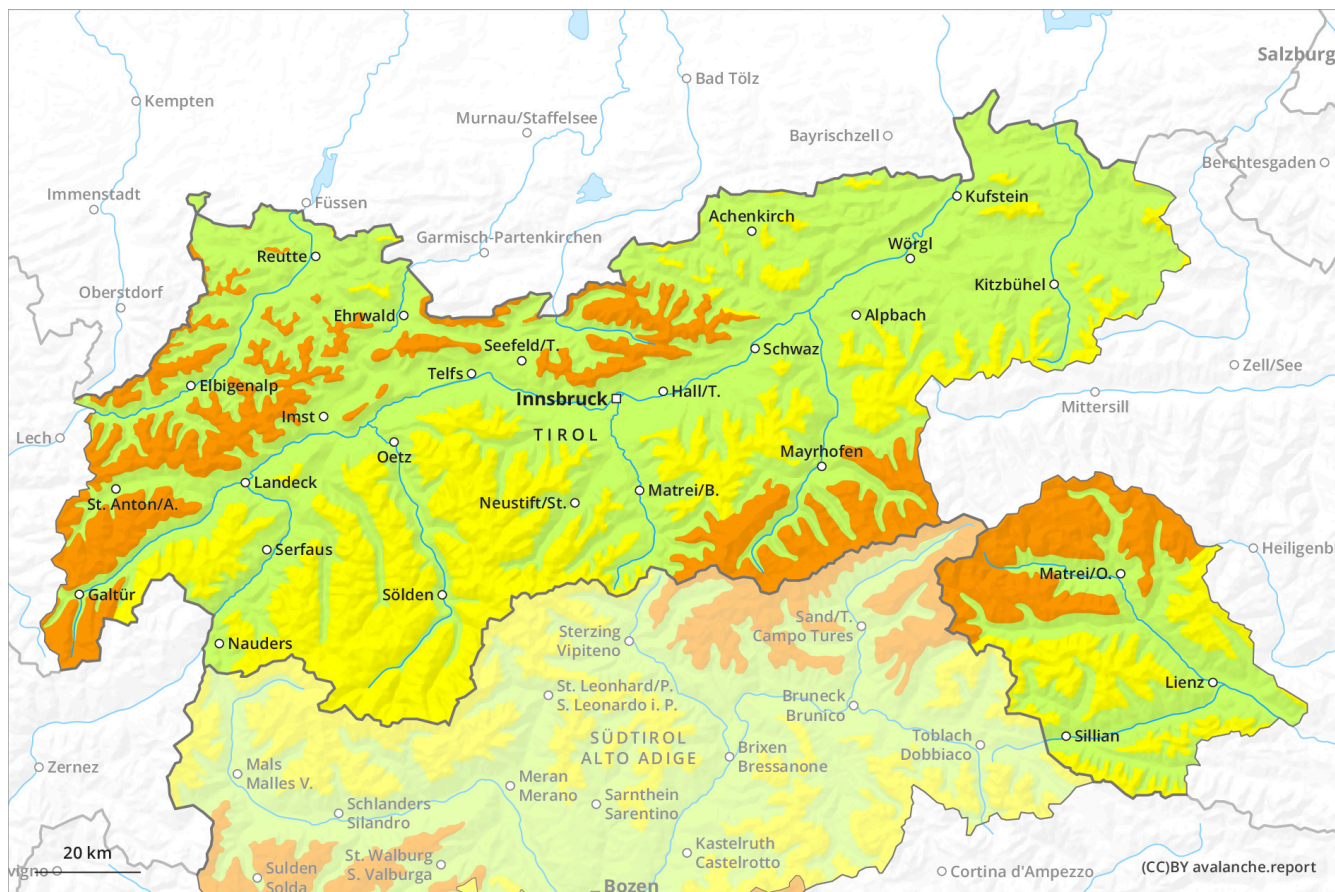 Salzburg
Bad Tölz
Kempten
Murnau/Staffelsee
Bayrischzell
Berchtesgaden
Immenstadt
Füssen
Kufstein
Achenkirch
Garmisch-Partenkirchen
Wörgl
Reutte
Oberstdorf
Kitzbühel
Ehrwald
Alpbach
Seefeld/T.
Schwaz
Zell/See
Telfs
Elbigenalp
Hall/T.
Innsbruck
Mittersill
Imst
TIROL
Lech
Mayrhofen
Oetz
Landeck
Matrei/B.
St. Anton/A.
Neustift/St.
Serfaus
Heiligenb
Matrei/O.
Galtür
Sölden
Sand/T.
Campo Tures
Sterzing
Vipiteno
Nauders
Lienz
St. Leonhard/P.
S. Leonardo i. P.
Bruneck
Brunico
SÜDTIROL
ALTO ADIGE
Toblach
Dobbiaco
Sillian
Brixen
Bressanone
Zernez
Mals
Malles V.
Meran
Merano
Sarnthein
Sarentino
Schlanders
Silandro
Kastelruth
Castelrotto
20 km
St. Walburg
S. Valburga
vigno
Sulden
Solda
Cortina d'Ampezzo
(CC)BY avalanche.report
Bozen